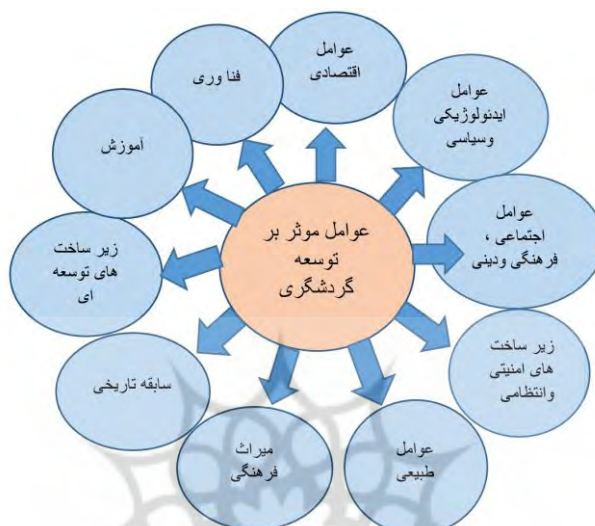 عوامل
اقتصادی
عوامل
ایدئولوژیکی
وسیاسی
عوامل
اجتماعی ،
فرهنگی ودینی
زیر ساخت
های امنیتی
وانتظامی
عوامل
طبیعی
میراث
فرهنگی
سابقه تاریخی
زیر ساخت
های توسعه
ای
آموزش
فنا وری
عوامل موثر بر
توسعه
گردشگری